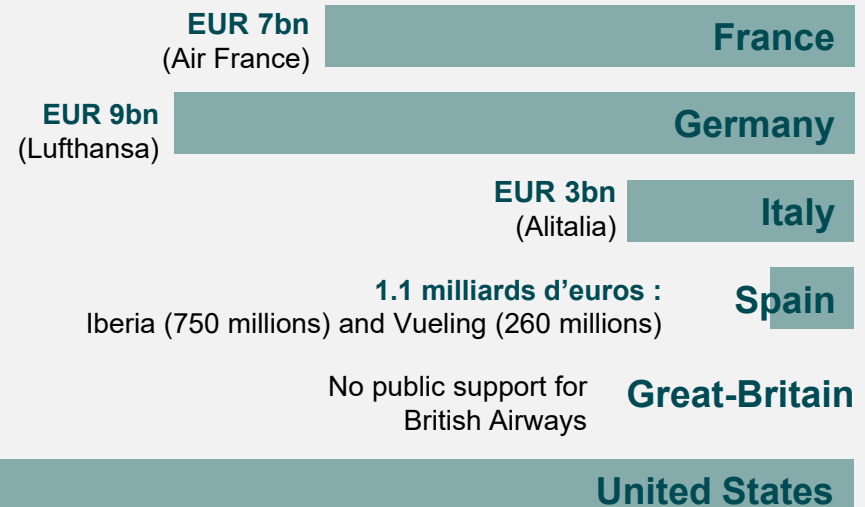 EUR 7bn
(Air France)
France
EUR 9bn
(Lufthansa)
Germany
EUR 3bn
(Alitalia)
Italy
1.1 milliards d’euros :
Iberia (750 millions) and Vueling (260 millions)
Spain
No public support for
British Airways
Great-Britain
United States